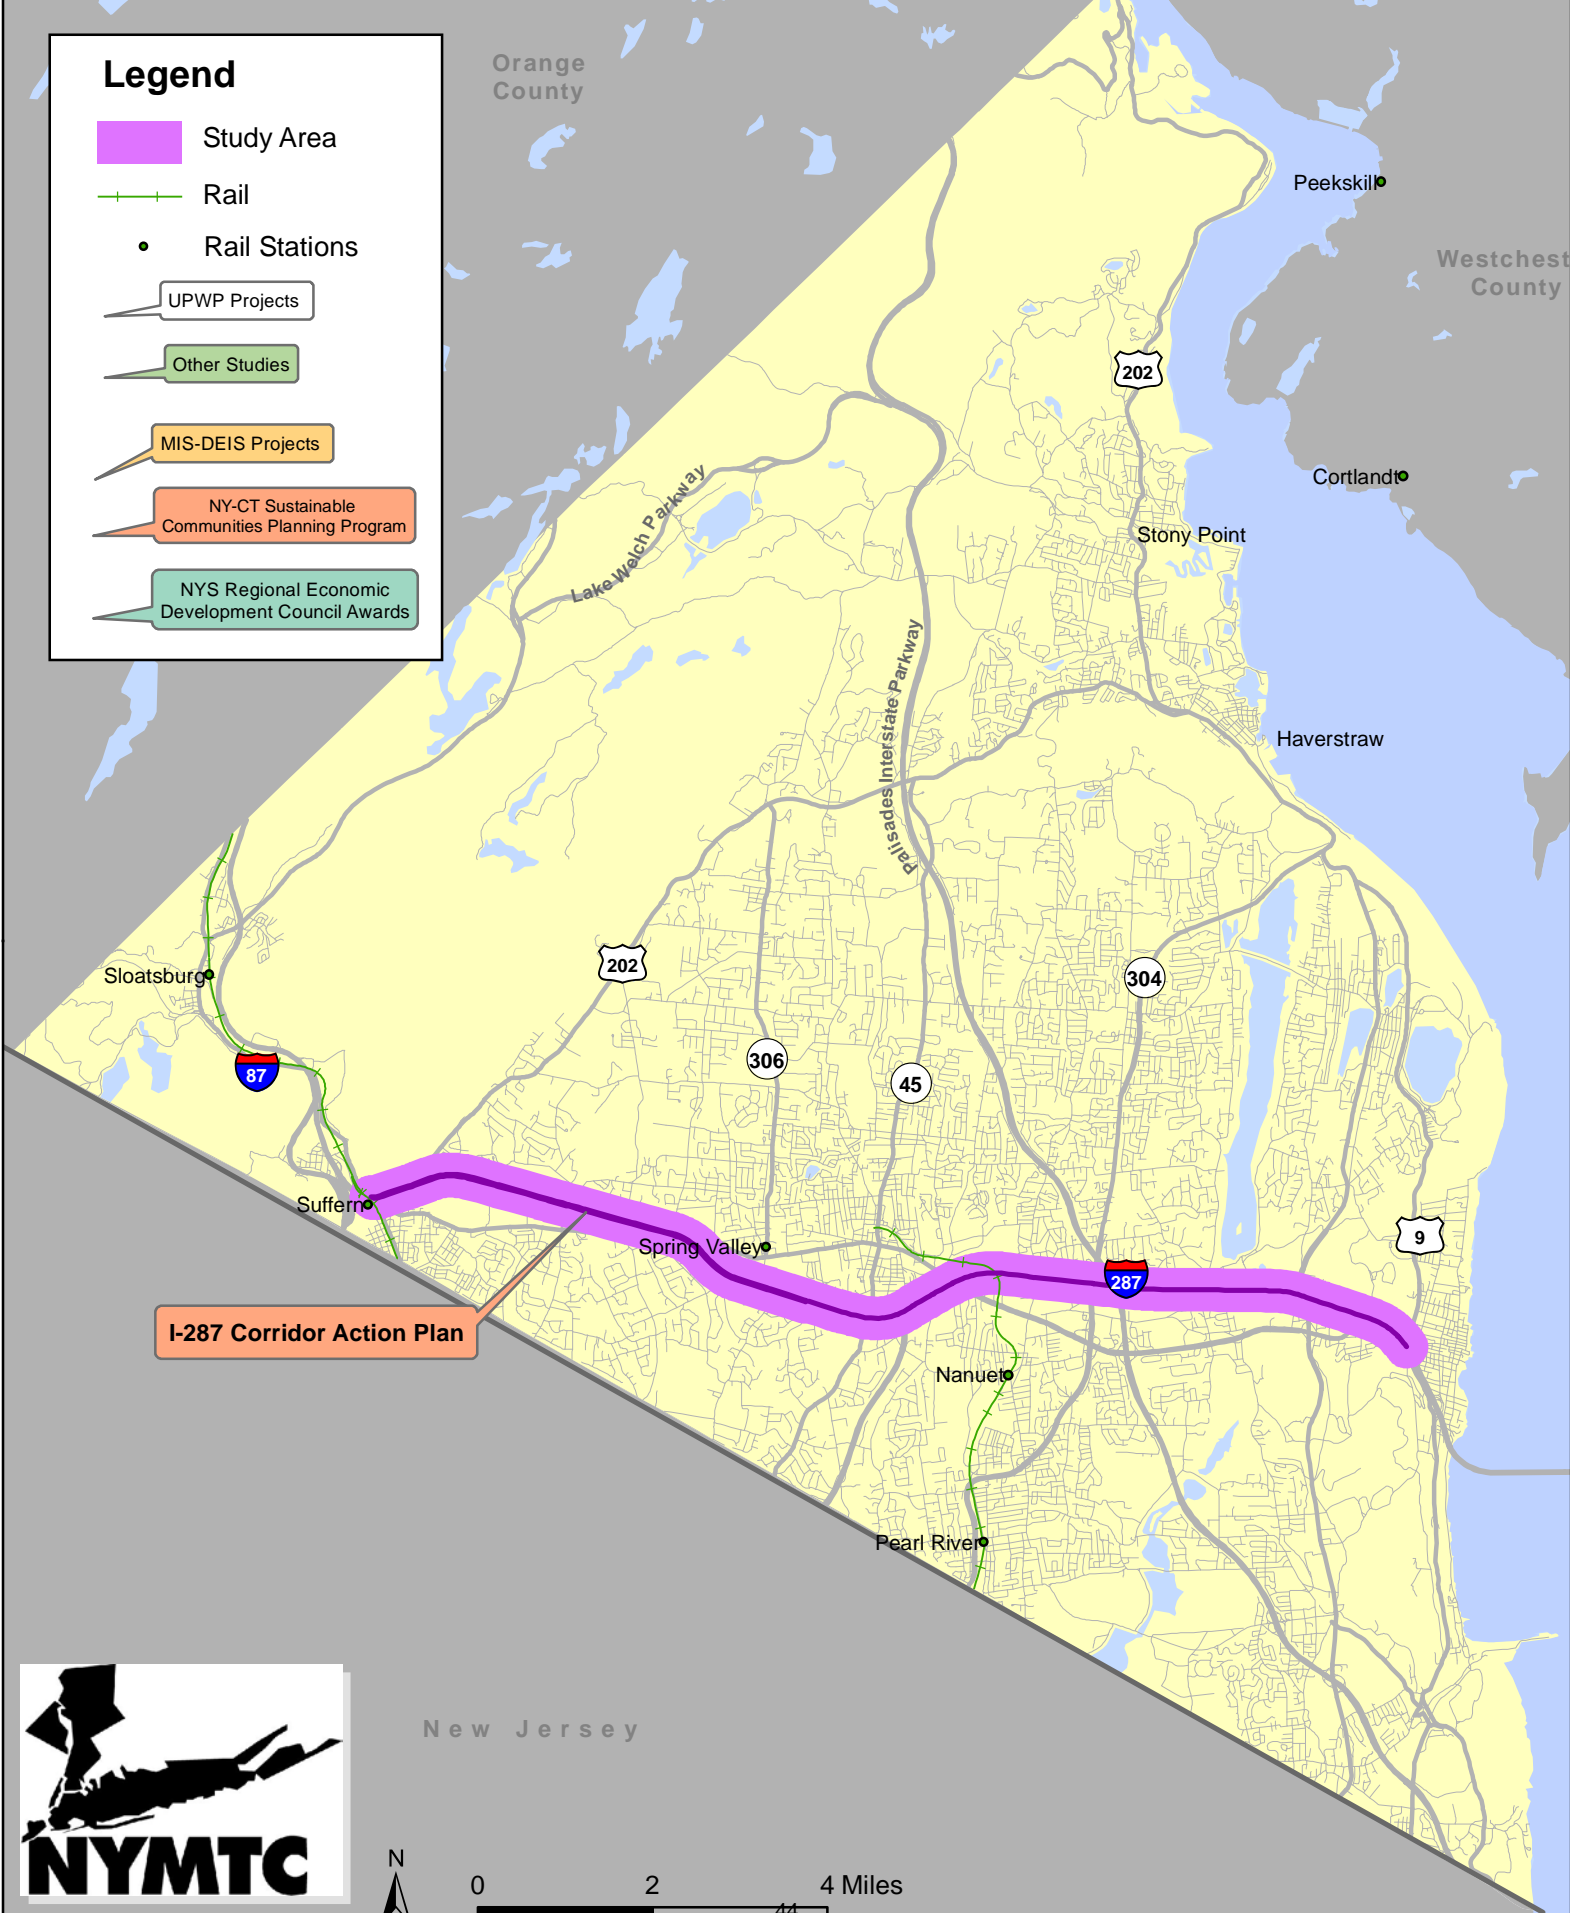 Legend
Study Area
Rail
Rail Stations
UPWP Projects
Other Studies
MIS-DEIS Projects
NY-CT Sustainable
Communities Planning Program
NYS Regional Economic
Development Council Awards
Orange
County
Peekskill
Westchest
County
202
Cortlandt
Stony Point
Lake Welch Parkway
Palisades Interstate Parkway
Haverstraw
Sloatsburg
202
304
306
45
87
Suffern
Spring Valley
9
287
I-287 Corridor Action Plan
Nanuet
Pearl River
New Jersey
NYMTC
N
0 2 4 Miles
44